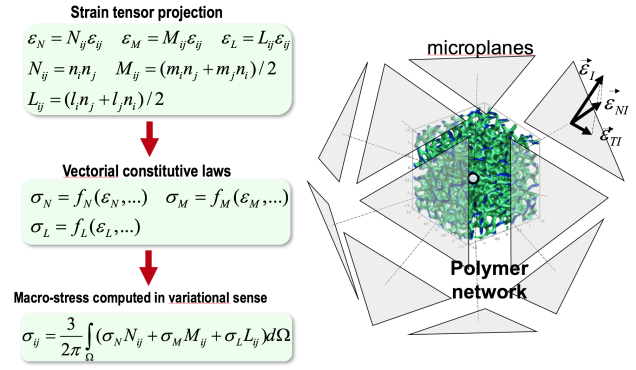 Strain tensor projection
ε_N = N_ij ε_ij   ε_M = M_ij ε_ij   ε_L = L_ij ε_ij
N_ij = n_i n_j   M_ij = (m_i n_j + m_j n_i)/2
L_ij = (l_i n_j + l_j n_i)/2
Vectorial constitutive laws
σ_N = f_N(ε_N,...)   σ_M = f_M(ε_M,...)
σ_L = f_L(ε_L,...)
Macro-stress computed in variational sense
σ_ij = 3/2π ∫_Ω (σ_N N_ij + σ_M M_ij + σ_L L_ij)dΩ
microplanes
ε⃗_I
ε⃗_NI
ε⃗_TI
Polymer
network